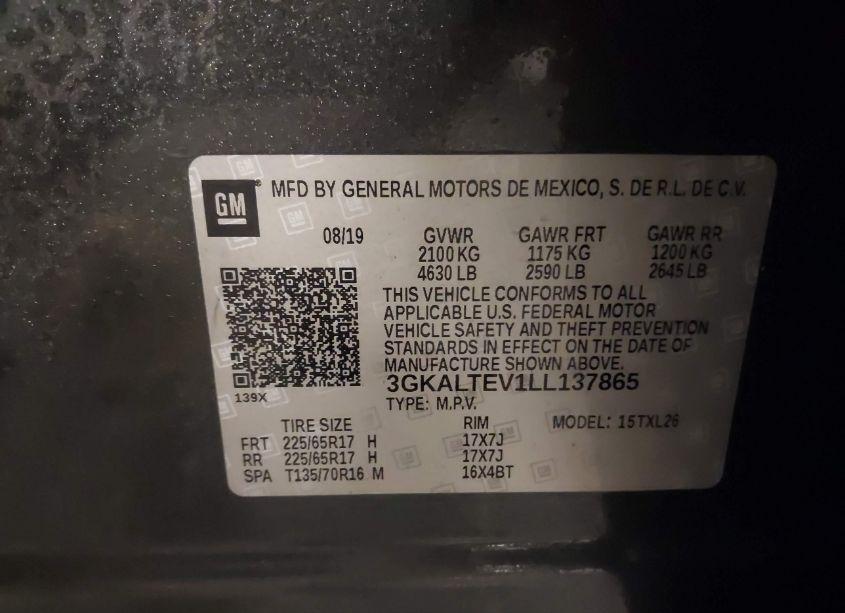 GM MFD BY GENERAL MOTORS DE MEXICO, S. DE R.L. DE C.V.
08/19 GVWR GAWR FRT GAWR RR
2100 KG 1175 KG 1200 KG
4630 LB 2590 LB 2645 LB
THIS VEHICLE CONFORMS TO ALL
APPLICABLE U.S. FEDERAL MOTOR
VEHICLE SAFETY AND THEFT PREVENTION
STANDARDS IN EFFECT ON THE DATE OF
MANUFACTURE SHOWN ABOVE.
3GKALTEV1LL137865
139X
TYPE: M.P.V.
TIRE SIZE RIM MODEL: 15TXL26
FRT 225/65R17 H 17X7J
RR 225/65R17 H 17X7J
SPA T135/70R16 M 16X4BT